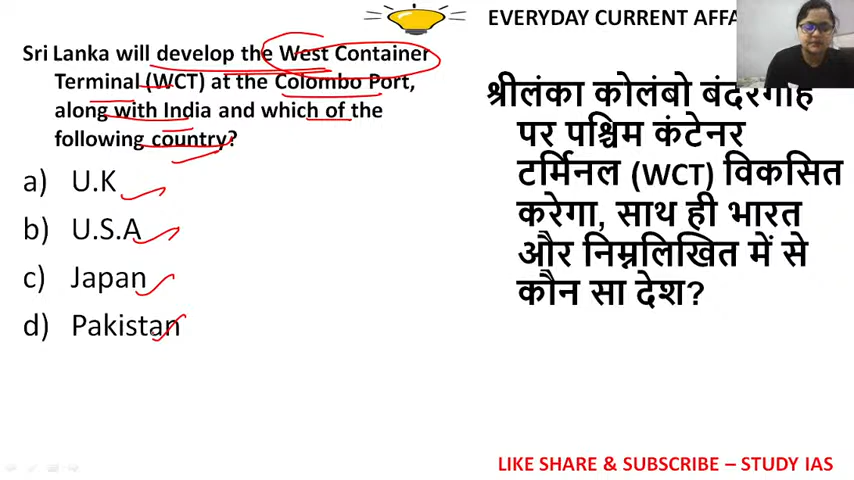 EVERYDAY CURRENT
Sri Lanka will develop the West Container
Terminal (WCT) at the Colombo Port,
along with India and which of the
following country?
a) U.K
b) U.S.A
c) Japan
d) Pakistan
श्रीलंका कोलंबो बंदरगाह
पर पश्चिम कंटेनर
टर्मिनल (WCT) विकसित
करेगा, साथ ही भारत
और निम्नलिखित में से
कौन सा देश?
LIKE SHARE & SUBSCRIBE – STUDY IAS